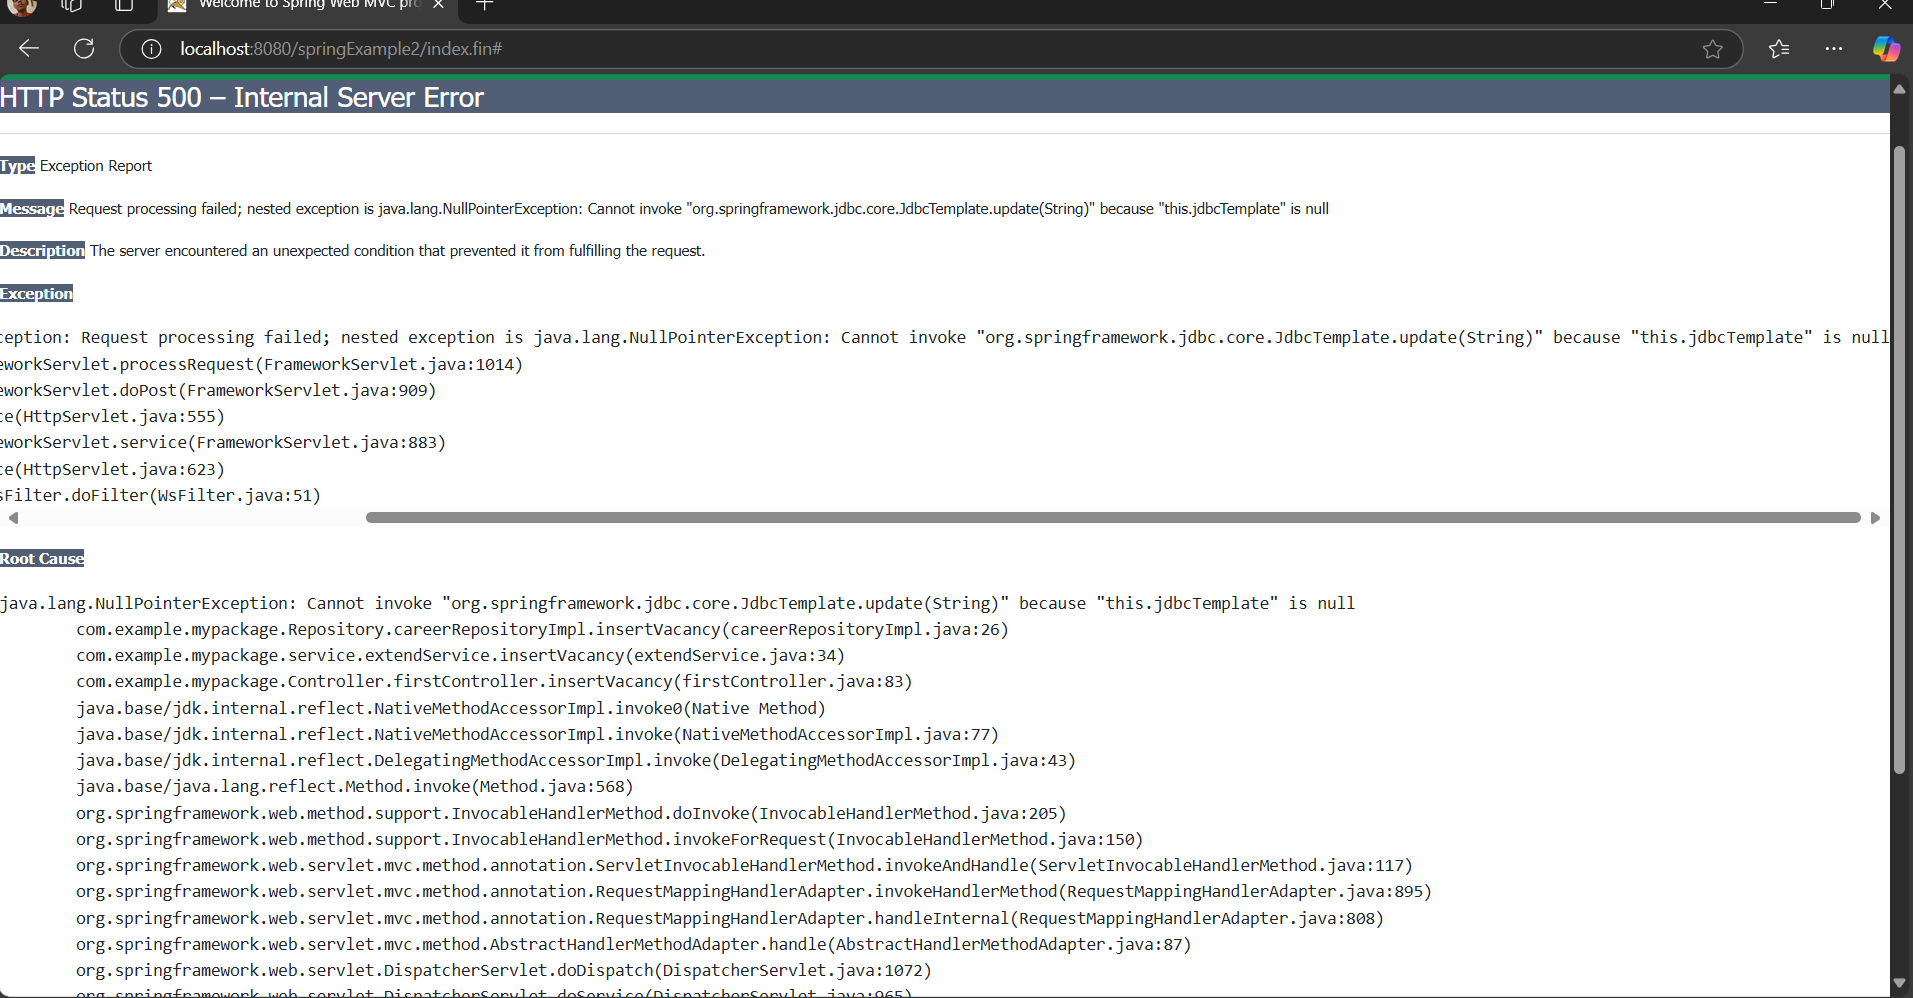 Welcome to Spring Web MVC pro
localhost:8080/springExample2/index.fin#
HTTP Status 500 – Internal Server Error
Type Exception Report
Message Request processing failed; nested exception is java.lang.NullPointerException: Cannot invoke "org.springframework.jdbc.core.JdbcTemplate.update(String)" because "this.jdbcTemplate" is null
Description The server encountered an unexpected condition that prevented it from fulfilling the request.
Exception
ception: Request processing failed; nested exception is java.lang.NullPointerException: Cannot invoke "org.springframework.jdbc.core.JdbcTemplate.update(String)" because "this.jdbcTemplate" is null
eworkServlet.processRequest(FrameworkServlet.java:1014)
eworkServlet.doPost(FrameworkServlet.java:909)
ce(HttpServlet.java:555)
eworkServlet.service(FrameworkServlet.java:883)
ce(HttpServlet.java:623)
sFilter.doFilter(WsFilter.java:51)
Root Cause
java.lang.NullPointerException: Cannot invoke "org.springframework.jdbc.core.JdbcTemplate.update(String)" because "this.jdbcTemplate" is null
com.example.mypackage.Repository.careerRepositoryImpl.insertVacancy(careerRepositoryImpl.java:26)
com.example.mypackage.service.extendService.insertVacancy(extendService.java:34)
com.example.mypackage.Controller.firstController.insertVacancy(firstController.java:83)
java.base/jdk.internal.reflect.NativeMethodAccessorImpl.invoke0(Native Method)
java.base/jdk.internal.reflect.NativeMethodAccessorImpl.invoke(NativeMethodAccessorImpl.java:77)
java.base/jdk.internal.reflect.DelegatingMethodAccessorImpl.invoke(DelegatingMethodAccessorImpl.java:43)
java.base/java.lang.reflect.Method.invoke(Method.java:568)
org.springframework.web.method.support.InvocableHandlerMethod.doInvoke(InvocableHandlerMethod.java:205)
org.springframework.web.method.support.InvocableHandlerMethod.invokeForRequest(InvocableHandlerMethod.java:150)
org.springframework.web.servlet.mvc.method.annotation.ServletInvocableHandlerMethod.invokeAndHandle(ServletInvocableHandlerMethod.java:117)
org.springframework.web.servlet.mvc.method.annotation.RequestMappingHandlerAdapter.invokeHandlerMethod(RequestMappingHandlerAdapter.java:895)
org.springframework.web.servlet.mvc.method.annotation.RequestMappingHandlerAdapter.handleInternal(RequestMappingHandlerAdapter.java:808)
org.springframework.web.servlet.mvc.method.AbstractHandlerMethodAdapter.handle(AbstractHandlerMethodAdapter.java:87)
org.springframework.web.servlet.DispatcherServlet.doDispatch(DispatcherServlet.java:1072)
org.springframework.web.servlet.DispatcherServlet.doService(DispatcherServlet.java:965)